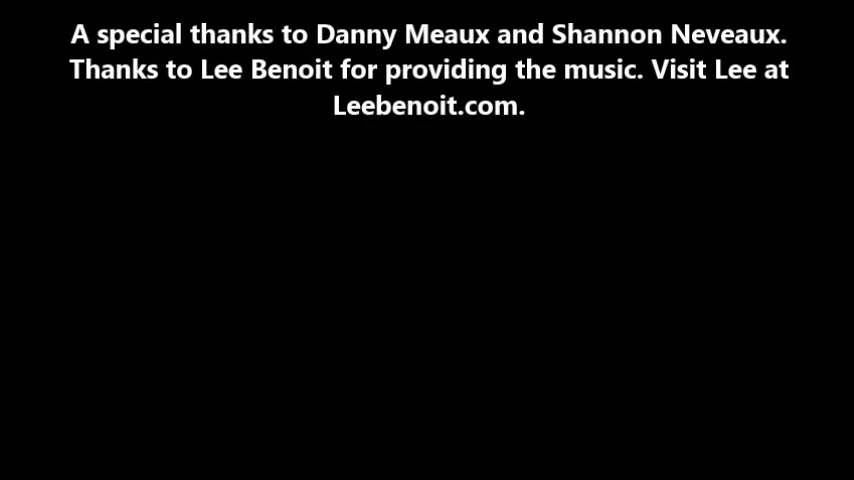 A special thanks to Danny Meaux and Shannon Neveaux.
Thanks to Lee Benoit for providing the music. Visit Lee at
Leebenoit.com.